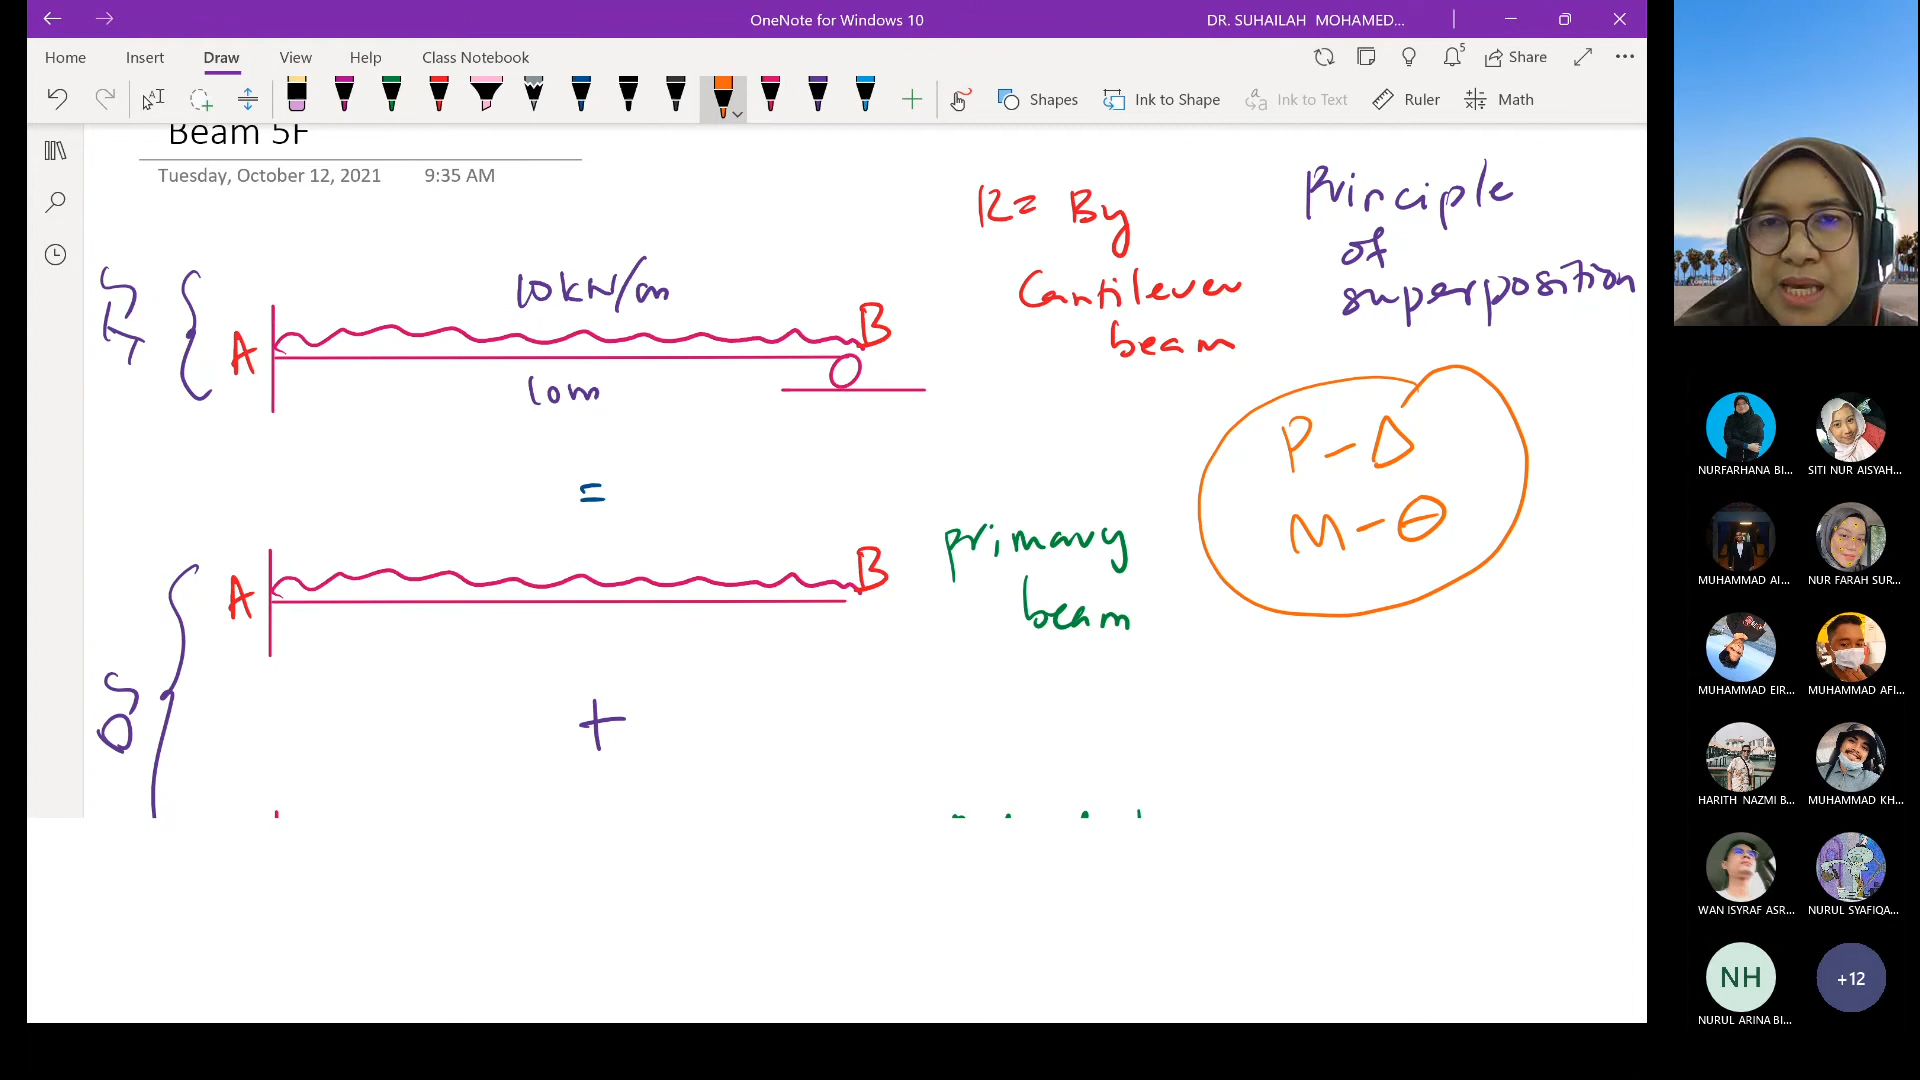 OneNote for Windows 10
DR. SUHAILAH MOHAMED...
Home Insert Draw View Help Class Notebook
5
Share
Shapes Ink to Shape Ink to Text Ruler Math
Beam 5F
Tuesday, October 12, 2021 9:35 AM
R = By
Cantilever
beam
Principle
of
superposition
10 kN/m
A B
10m
P - Δ
M - θ
=
A B
primary
beam
+
NURFARHANA BI...
SITI NUR AISYAH...
MUHAMMAD AI...
NUR FARAH SUR...
MUHAMMAD EIR...
MUHAMMAD AFI...
HARITH NAZMI B...
MUHAMMAD KH...
WAN ISYRAF ASR...
NURUL SYAFIQA...
NH
+12
NURUL ARINA BI...